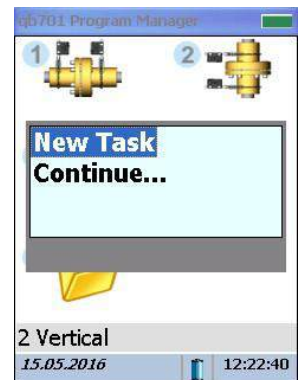 qb701 Program Manager
1
2
New Task
Continue...
2 Vertical
15.05.2016
12:22:40